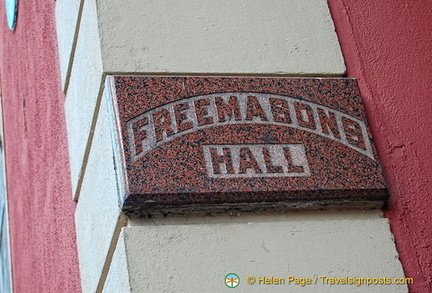 FREEMASONS
HALL
© Helen Page / Travelsignposts.com